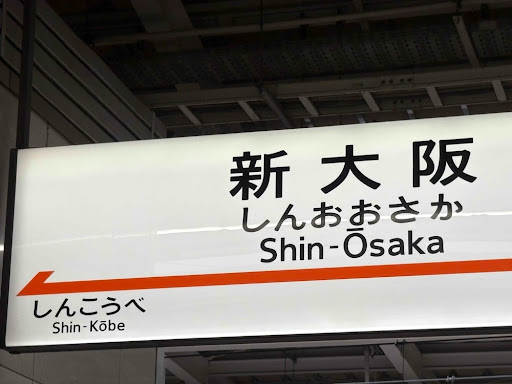 新大阪
しんおおさか
Shin-Ōsaka
しんこうべ
Shin-Kōbe